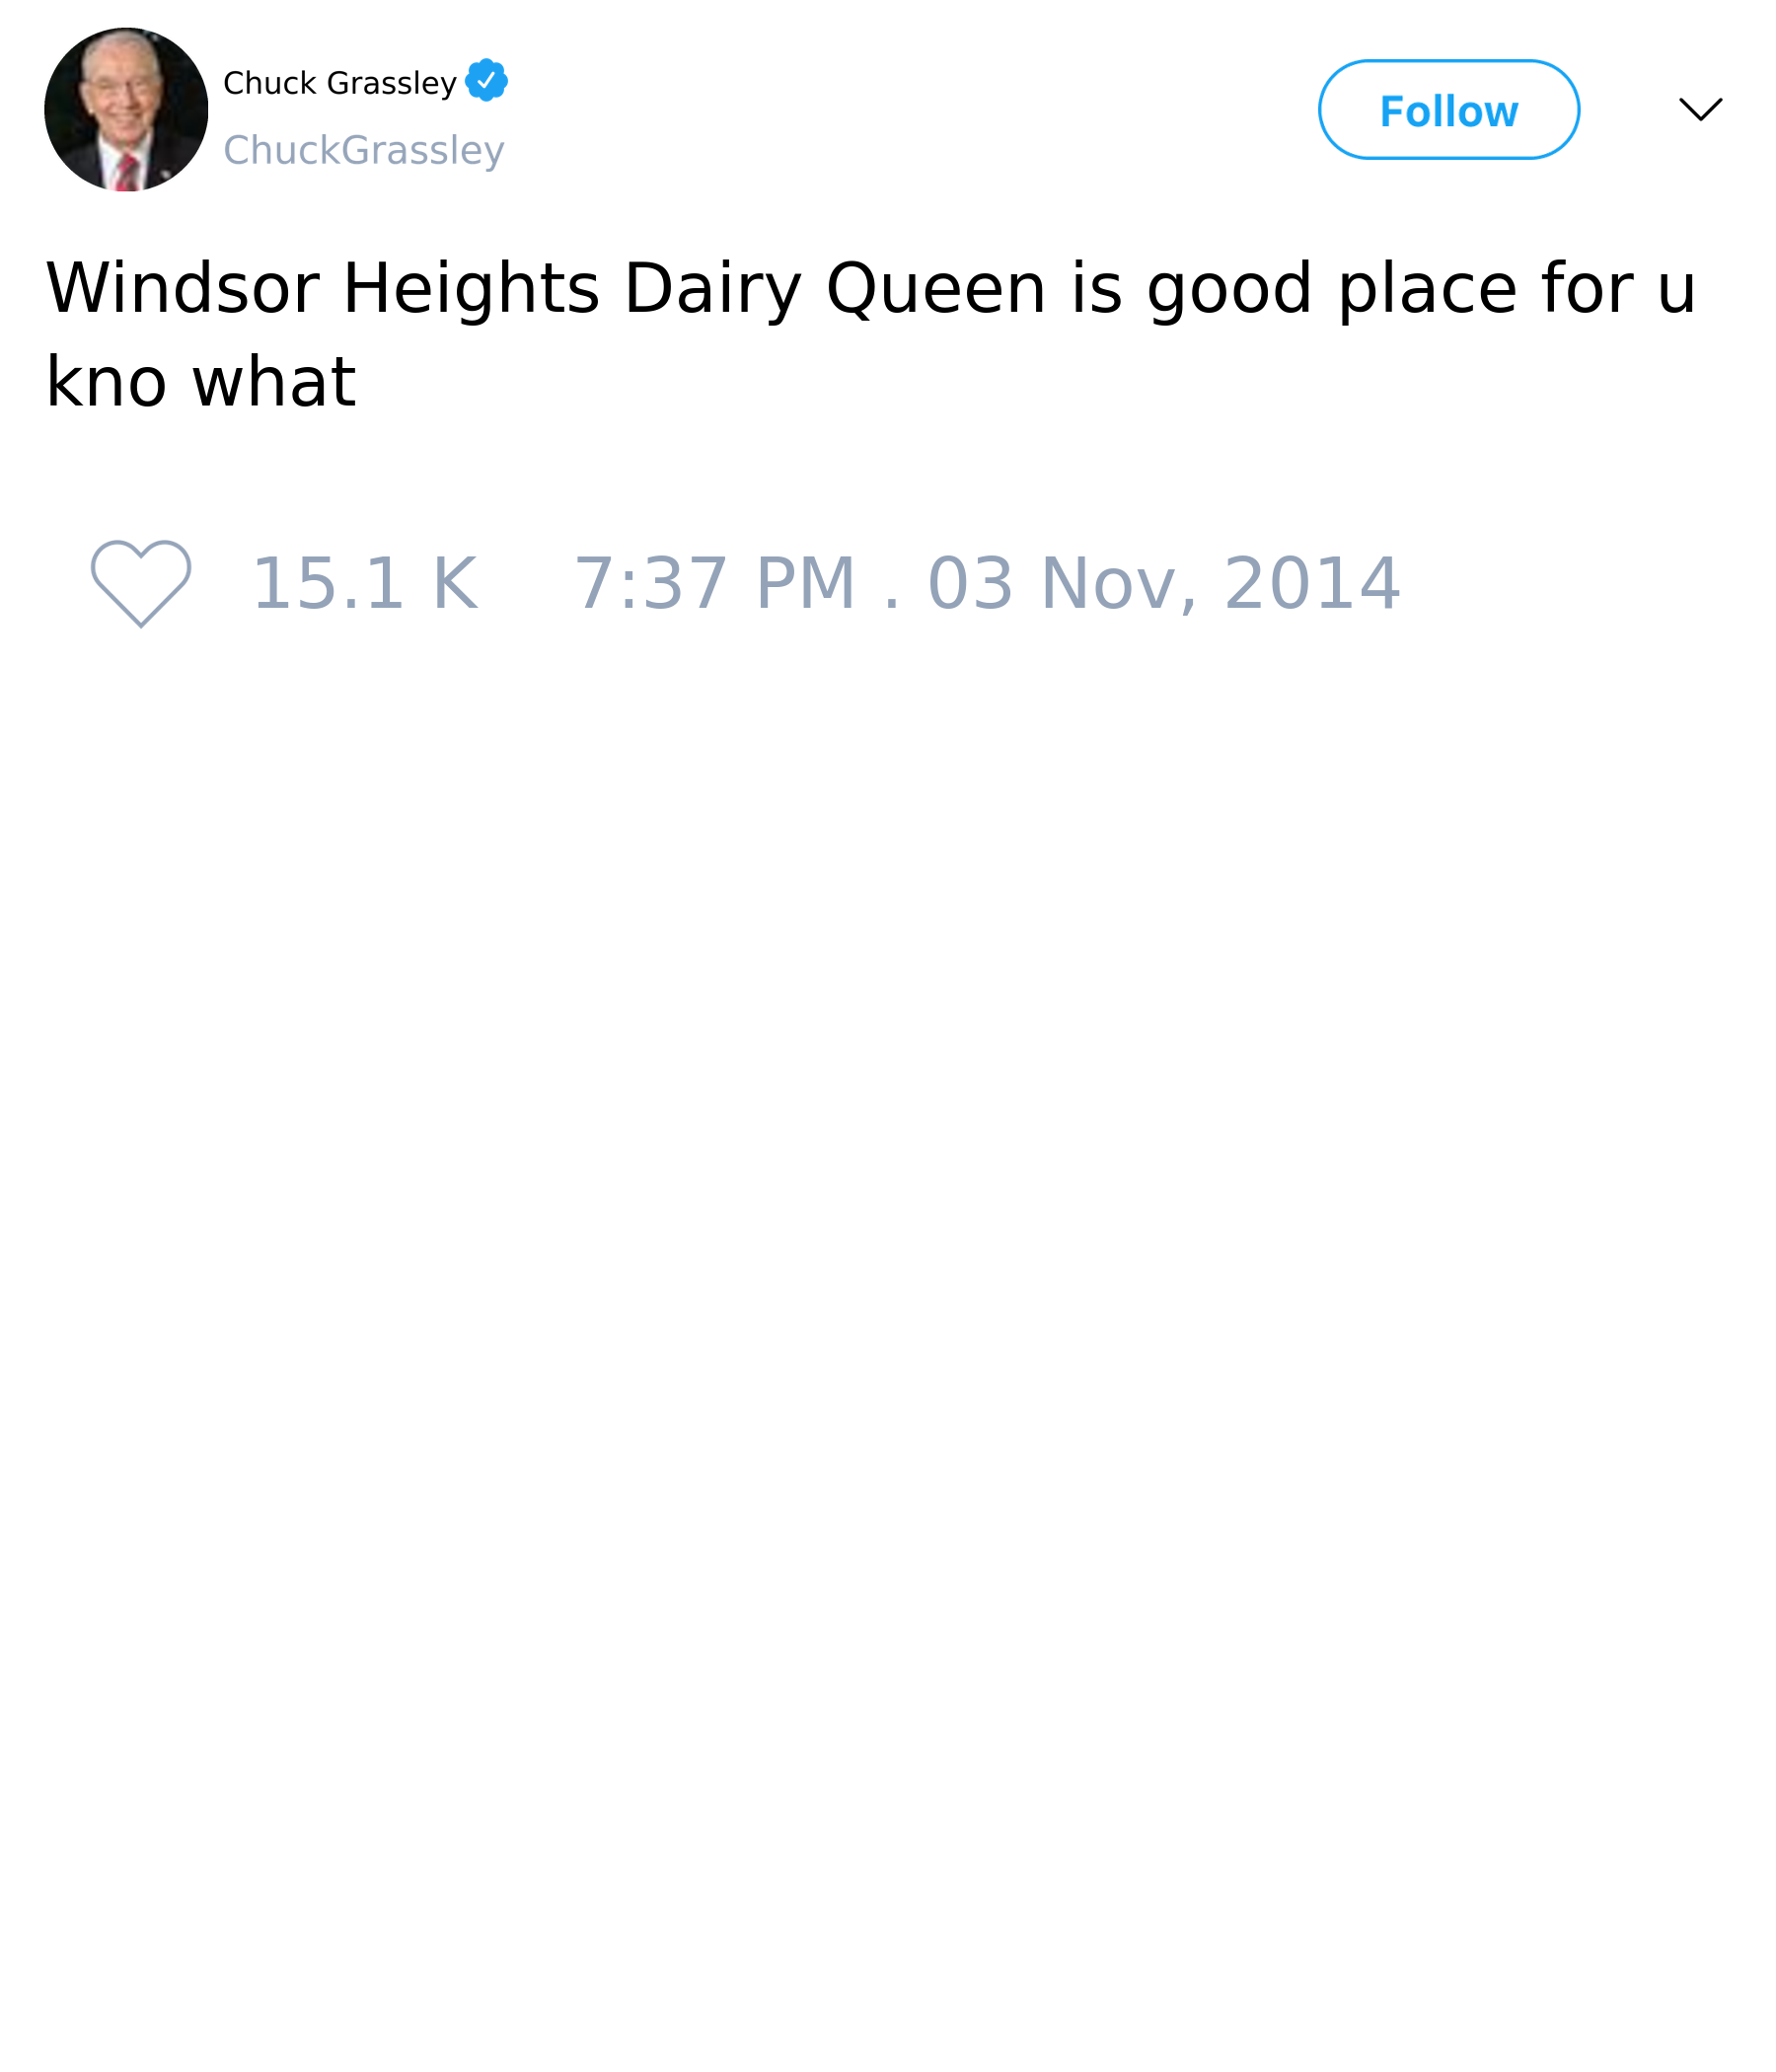 Chuck Grassley
ChuckGrassley
Follow
Windsor Heights Dairy Queen is good place for u
kno what
15.1 K 7:37 PM . 03 Nov, 2014